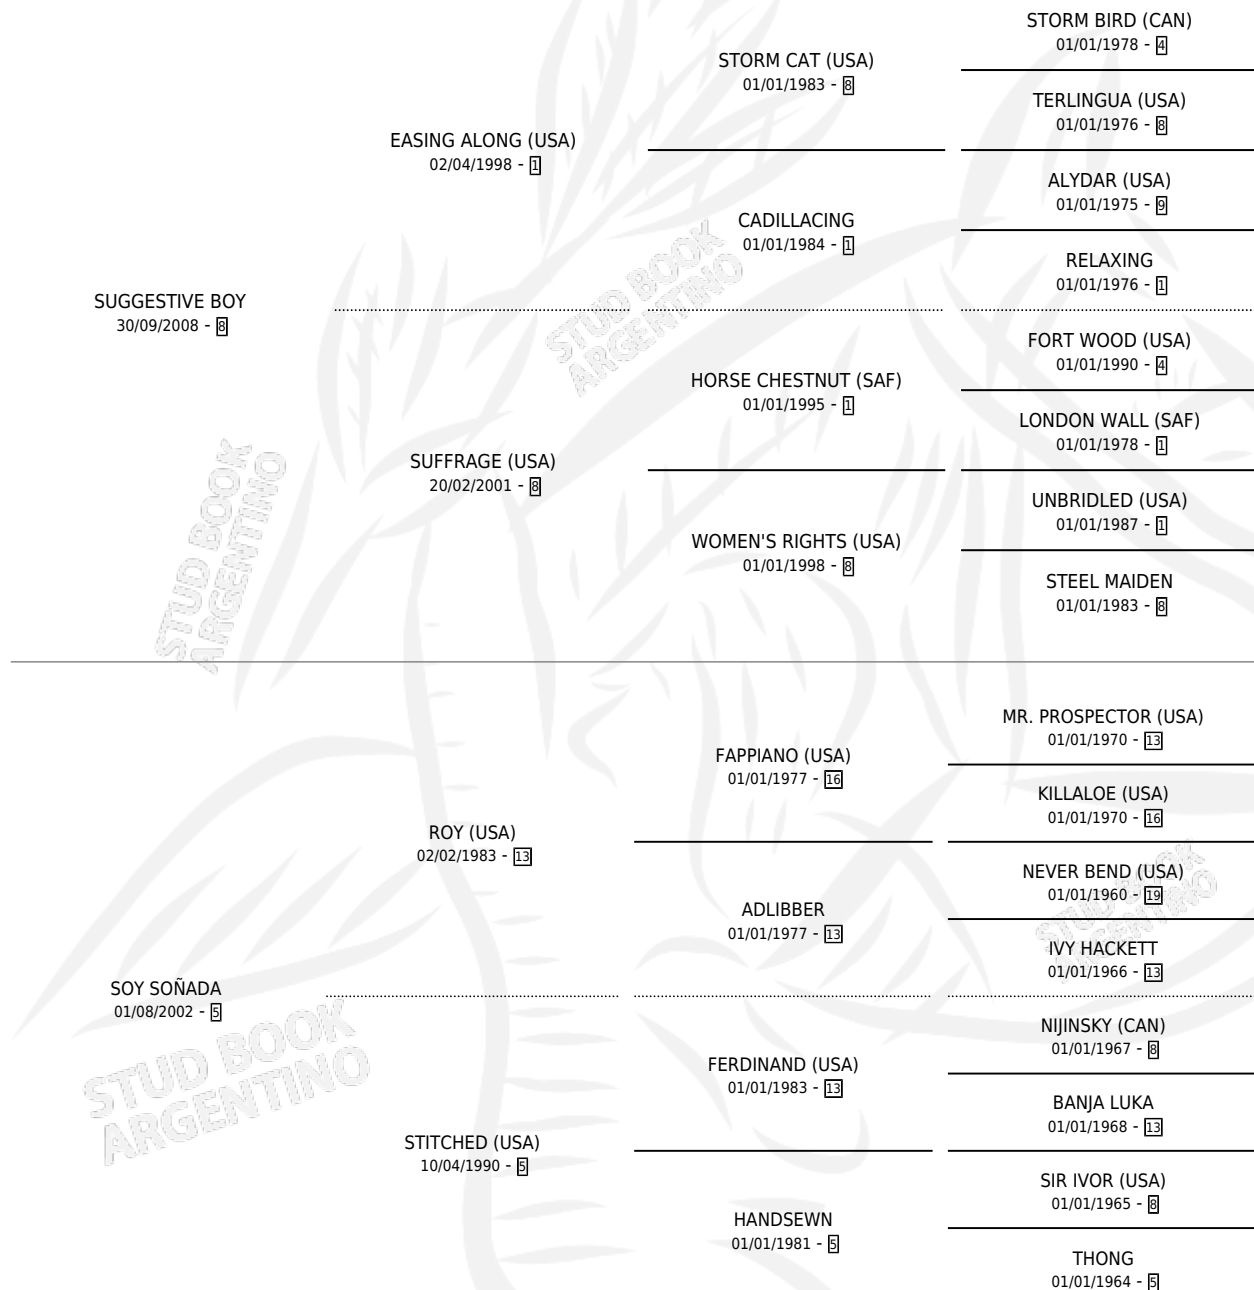 STORM BIRD (CAN)
01/01/1978 - 4
STORM CAT (USA)
01/01/1983 - 8
TERLINGUA (USA)
01/01/1976 - 8
EASING ALONG (USA)
02/04/1998 - 1
ALYDAR (USA)
01/01/1975 - 9
CADILLACING
01/01/1984 - 1
RELAXING
01/01/1976 - 1
SUGGESTIVE BOY
30/09/2008 - 8
STUD BOOK
ARGENTINO
FORT WOOD (USA)
01/01/1990 - 4
HORSE CHESTNUT (SAF)
01/01/1995 - 1
LONDON WALL (SAF)
01/01/1978 - 1
SUFFRAGE (USA)
20/02/2001 - 8
UNBRIDLED (USA)
01/01/1987 - 1
WOMEN'S RIGHTS (USA)
01/01/1998 - 8
STEEL MAIDEN
01/01/1983 - 8
STUD BOOK
ARGENTINO
MR. PROSPECTOR (USA)
01/01/1970 - 13
FAPPIANO (USA)
01/01/1977 - 16
KILLALOE (USA)
01/01/1970 - 16
ROY (USA)
02/02/1983 - 13
NEVER BEND (USA)
01/01/1960 - 19
ADLIBBER
01/01/1977 - 13
STUD BOOK
ARGENTINO
IVY HACKETT
01/01/1966 - 13
SOY SOÑADA
01/08/2002 - 5
STUD BOOK
ARGENTINO
NIJINSKY (CAN)
01/01/1967 - 8
FERDINAND (USA)
01/01/1983 - 13
BANJA LUKA
01/01/1968 - 13
STITCHED (USA)
10/04/1990 - 5
SIR IVOR (USA)
01/01/1965 - 8
HANDSEWN
01/01/1981 - 5
THONG
01/01/1964 - 5